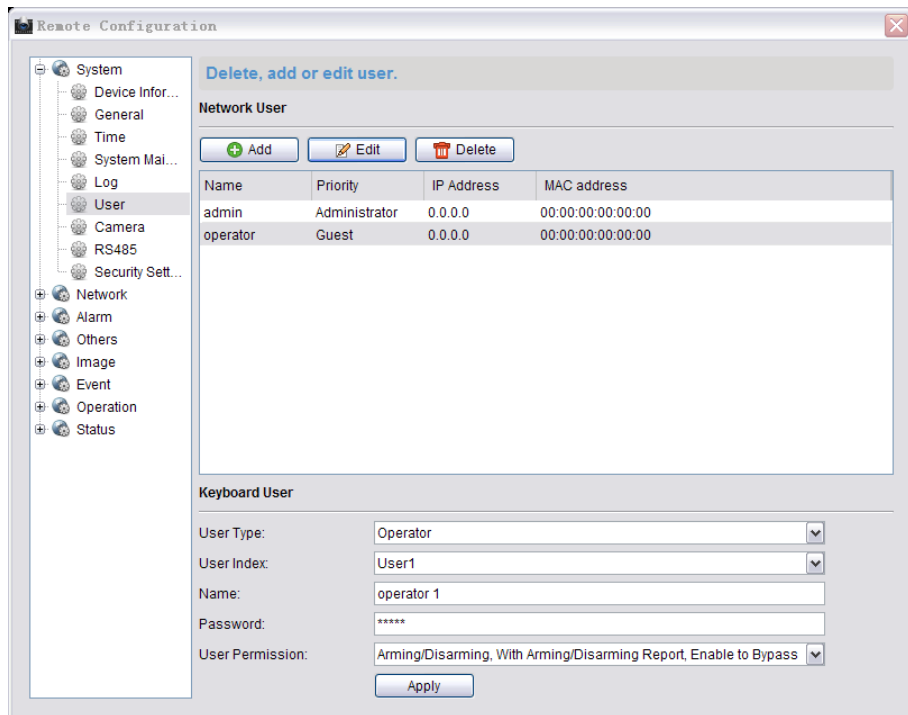 Remote Configuration
System
Device Infor...
General
Time
System Mai...
Log
User
Camera
RS485
Security Sett...
Network
Alarm
Others
Image
Event
Operation
Status
Delete, add or edit user.
Network User
Add Edit Delete
Name Priority IP Address MAC address
admin Administrator 0.0.0.0 00:00:00:00:00:00
operator Guest 0.0.0.0 00:00:00:00:00:00
Keyboard User
User Type: Operator
User Index: User1
Name: operator 1
Password: *****
User Permission: Arming/Disarming, With Arming/Disarming Report, Enable to Bypass
Apply